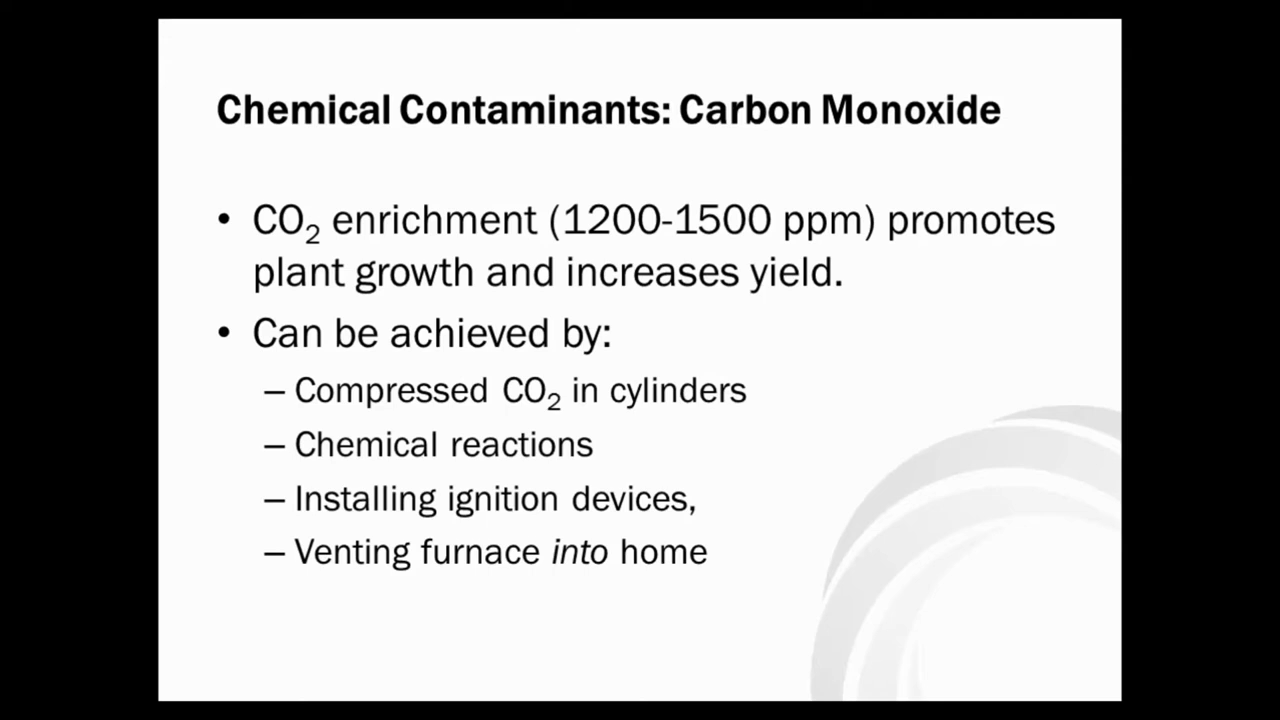 Chemical Contaminants: Carbon Monoxide
• CO₂ enrichment (1200-1500 ppm) promotes
plant growth and increases yield.
• Can be achieved by:
– Compressed CO₂ in cylinders
– Chemical reactions
– Installing ignition devices,
– Venting furnace into home